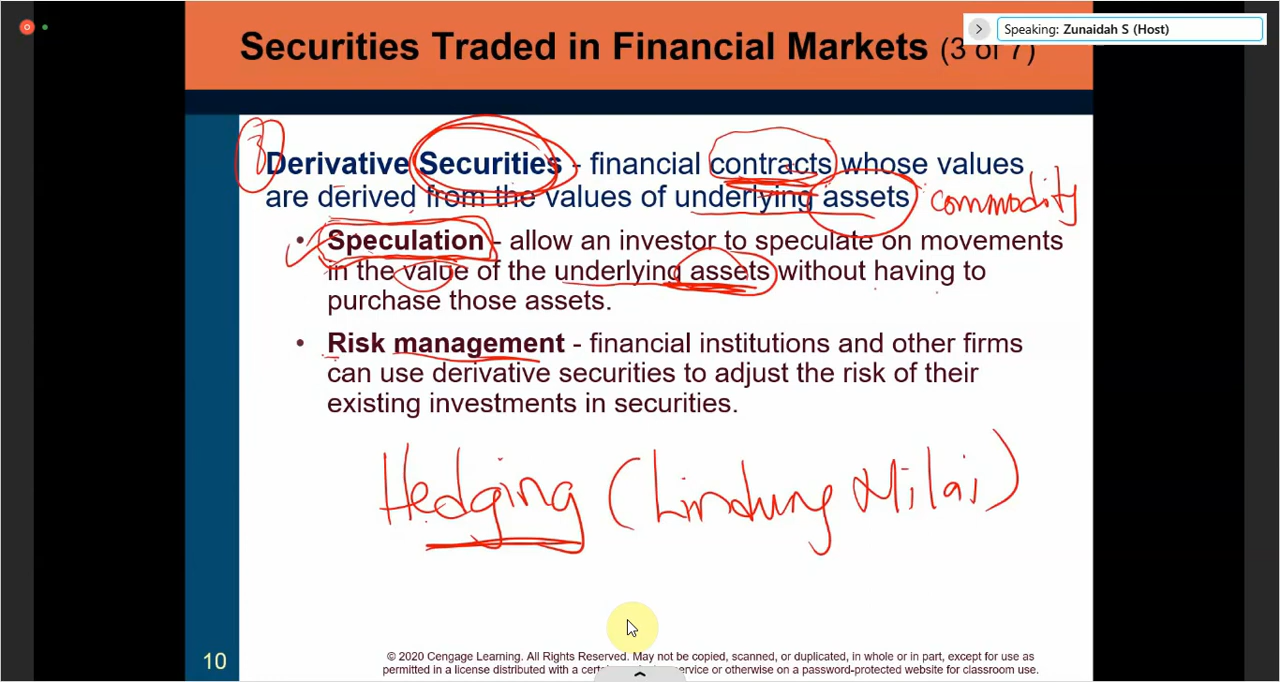 Speaking: Zunaidah S (Host)
Securities Traded in Financial Markets (3 of 7)
3
Derivative Securities - financial contracts whose values
are derived from the values of underlying assets
commodity
• Speculation - allow an investor to speculate on movements
in the value of the underlying assets without having to
purchase those assets.
• Risk management - financial institutions and other firms
can use derivative securities to adjust the risk of their
existing investments in securities.
Hedging (Lindung Nilai)
10
© 2020 Cengage Learning. All Rights Reserved. May not be copied, scanned, or duplicated, in whole or in part, except for use as
permitted in a license distributed with a service or otherwise on a password-protected website for classroom use.